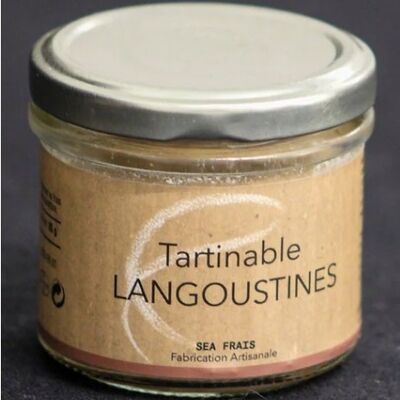 Tartinable
LANGOUSTINES
SEA FRAIS
Fabrication Artisanale